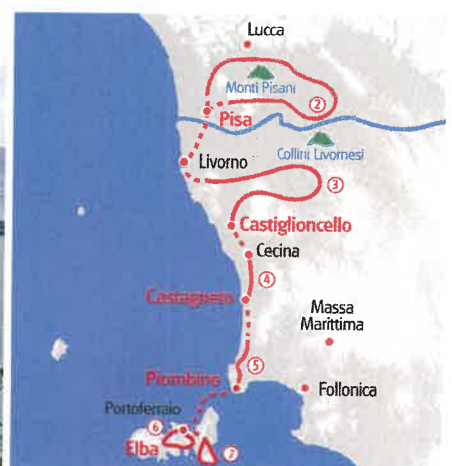 Lucca
Monti Pisani
②
Pisa
Livorno
Collini Livornesi
③
Castiglioncello
Cecina
④
Castagneto
Massa
Marittima
⑤
Piombino
Follonica
Portoferraio
⑥
Elba
⑦